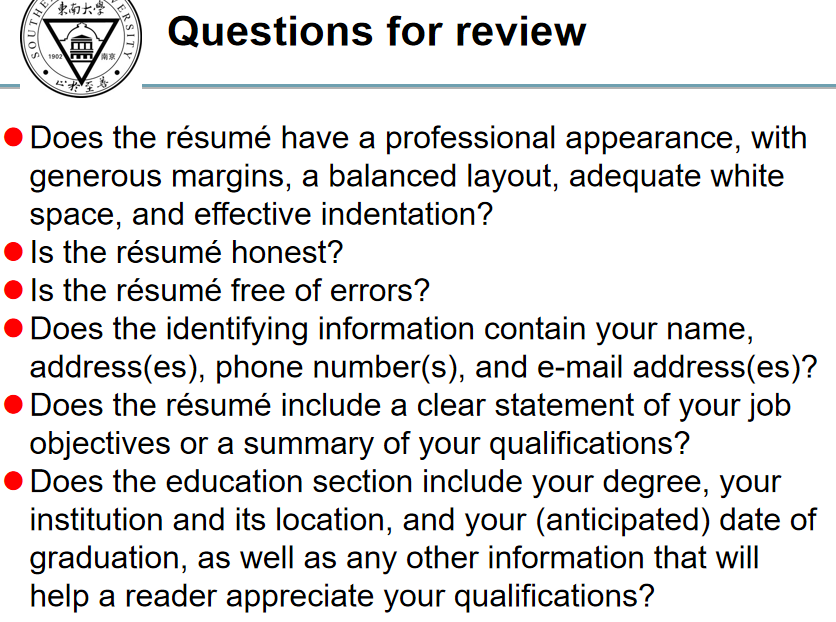 東南大學
SOUTHE
ERSITY
1902
南京
Questions for review
Does the résumé have a professional appearance, with
generous margins, a balanced layout, adequate white
space, and effective indentation?
Is the résumé honest?
Is the résumé free of errors?
Does the identifying information contain your name,
address(es), phone number(s), and e-mail address(es)?
Does the résumé include a clear statement of your job
objectives or a summary of your qualifications?
Does the education section include your degree, your
institution and its location, and your (anticipated) date of
graduation, as well as any other information that will
help a reader appreciate your qualifications?